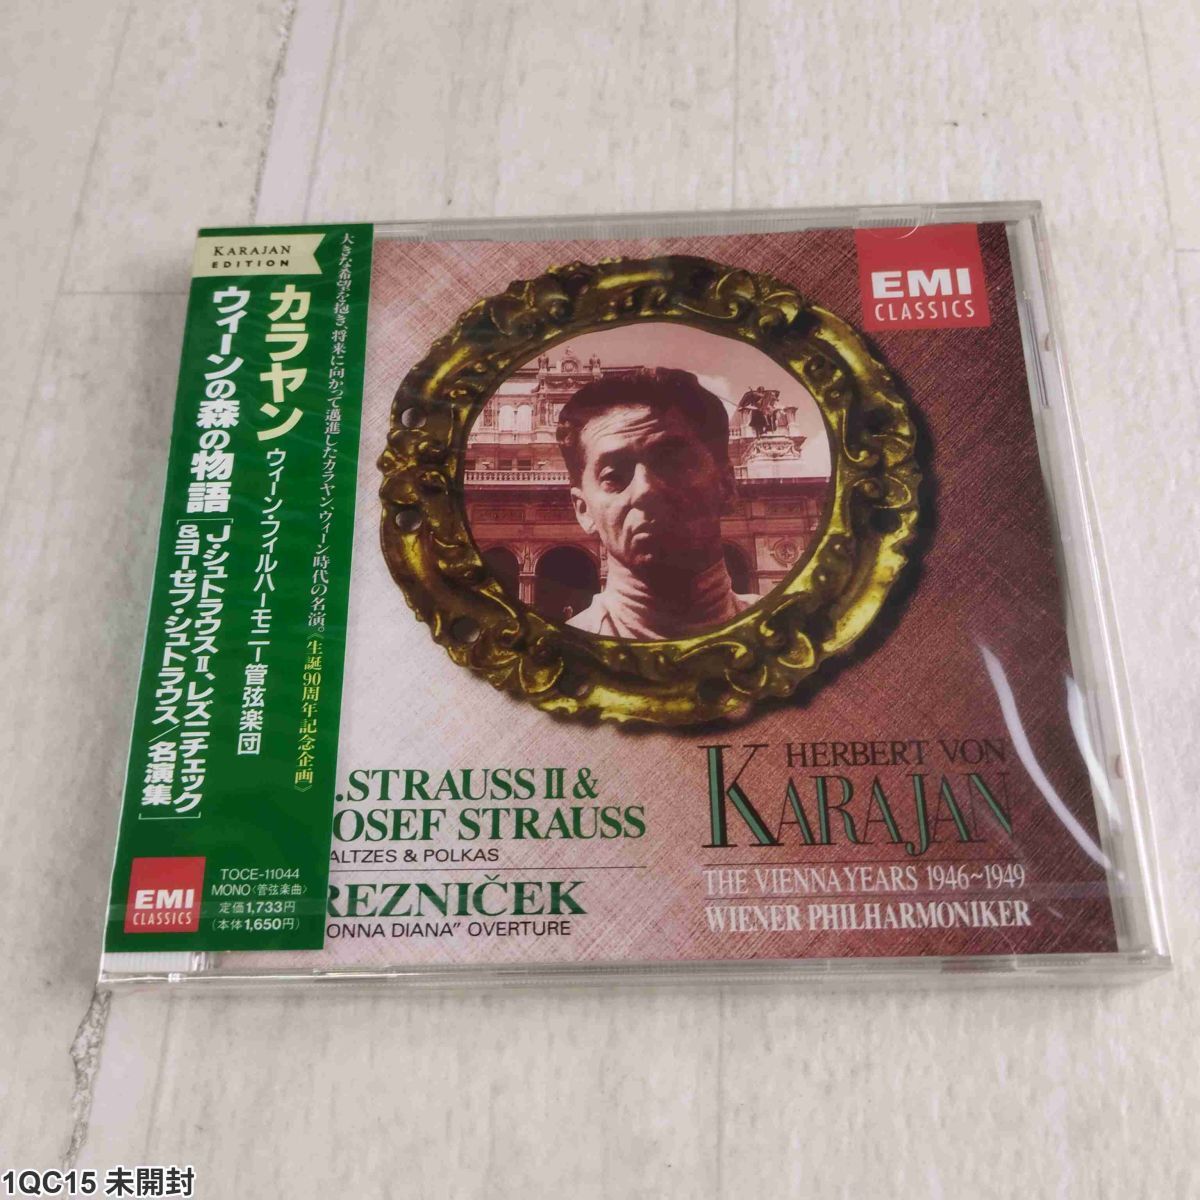 KARAJAN
EDITION
大きな希望を抱き、将来に向かって邁進したカラヤン、ウィーン時代の名演。《生誕90周年記念企画》
カラヤン ウィーン・フィルハーモニー管弦楽団
ウィーンの森の物語 [J・シュトラウスⅡ、レズニチェック
&ヨーゼフ・シュトラウス/名演集]
EMI
CLASSICS
TOCE-11044
MONO〈管弦楽曲〉
定価1,733円
(本体1,650円)
EMI
CLASSICS
.STRAUSS II &
OSEF STRAUSS
ALTZES & POLKAS
REZNIČEK
ONNA DIANA” OVERTURE
HERBERT VON
KARAJAN
THE VIENNA YEARS 1946~1949
WIENER PHILHARMONIKER
1QC15 未開封